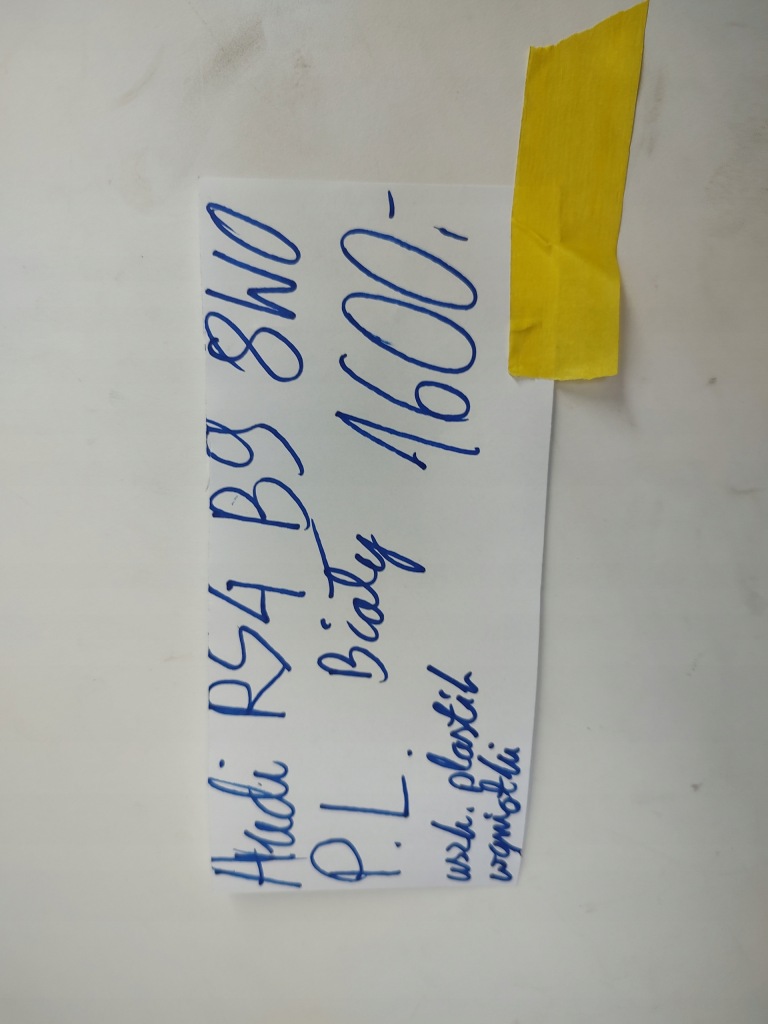 Audi RS4 B9 8W0
P.L. Biały 1600,-
uszk. plastik
wgniotki